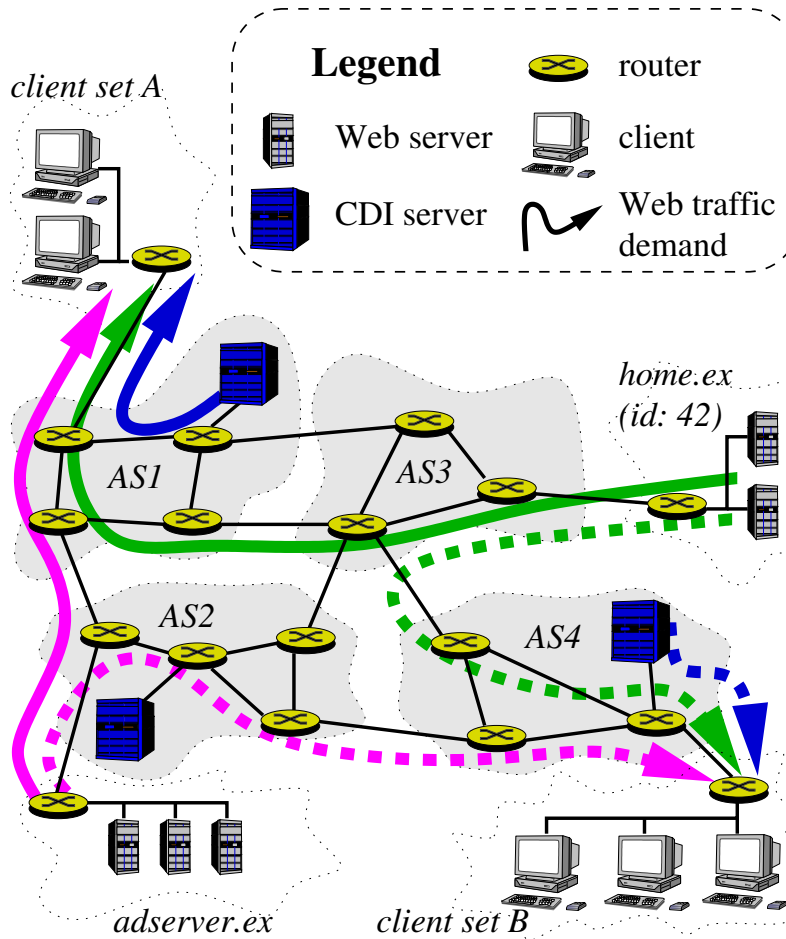 client set A
Legend
router
Web server
client
CDI server
Web traffic
demand
home.ex
(id: 42)
AS1
AS3
AS2
AS4
adserver.ex
client set B